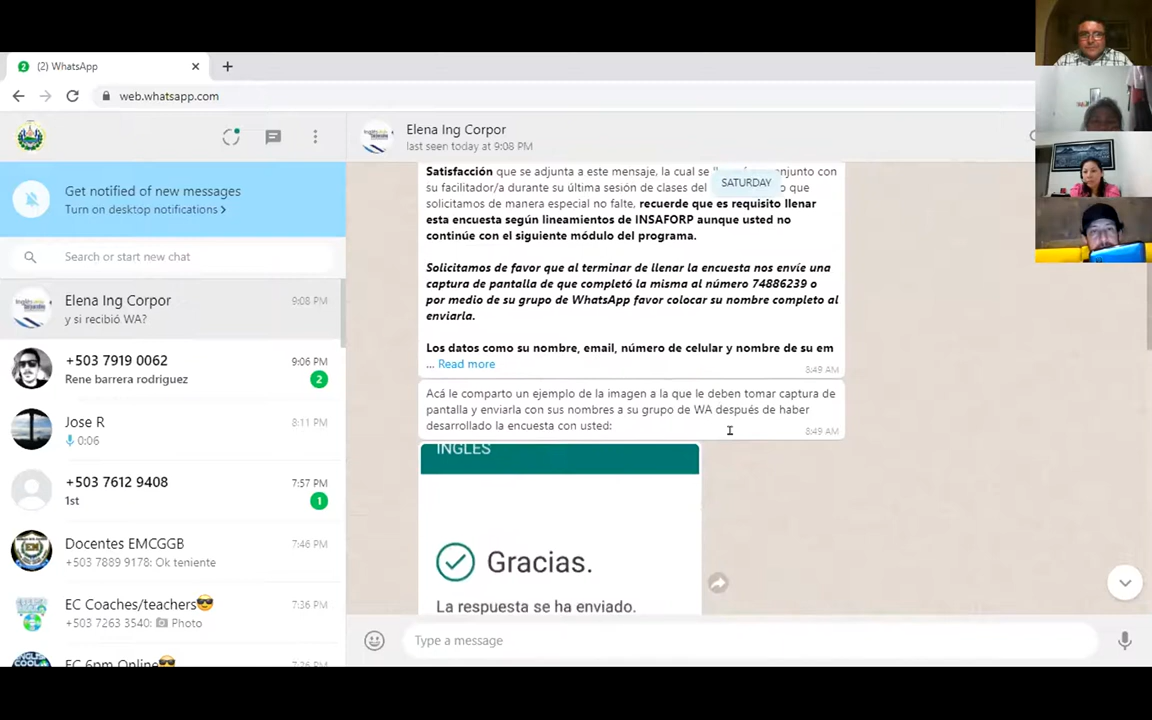 (2) WhatsApp
web.whatsapp.com
Elena Ing Corpor
last seen today at 9:08 PM
Get notified of new messages
Turn on desktop notifications
Search or start new chat
Elena Ing Corpor 9:08 PM
y si recibió WA?
+503 7919 0062 9:06 PM
Rene barrera rodriguez 2
Jose R 8:11 PM
0:06
+503 7612 9408 7:57 PM
1st 1
Docentes EMCGGB 7:46 PM
+503 7889 9178: Ok teniente
EC Coaches/teachers😎 7:36 PM
+503 7263 3540: Photo
EC 6pm Online😎 7:36 PM
SATURDAY
Satisfacción que se adjunta a este mensaje, la cual se
su facilitador/a durante su última sesión de clases del que
solicitamos de manera especial no falte, recuerde que es requisito llenar
esta encuesta según lineamientos de INSAFORP aunque usted no
continúe con el siguiente módulo del programa.
Solicitamos de favor que al terminar de llenar la encuesta nos envíe una
captura de pantalla de que completó la misma al número 74886239 o
por medio de su grupo de WhatsApp favor colocar su nombre completo al
enviarla.
Los datos como su nombre, email, número de celular y nombre de su em
... Read more
8:49 AM
Acá le comparto un ejemplo de la imagen a la que le deben tomar captura de
pantalla y enviarla con sus nombres a su grupo de WA después de haber
desarrollado la encuesta con usted:
8:49 AM
INGLES
Gracias.
La respuesta se ha enviado.
Type a message